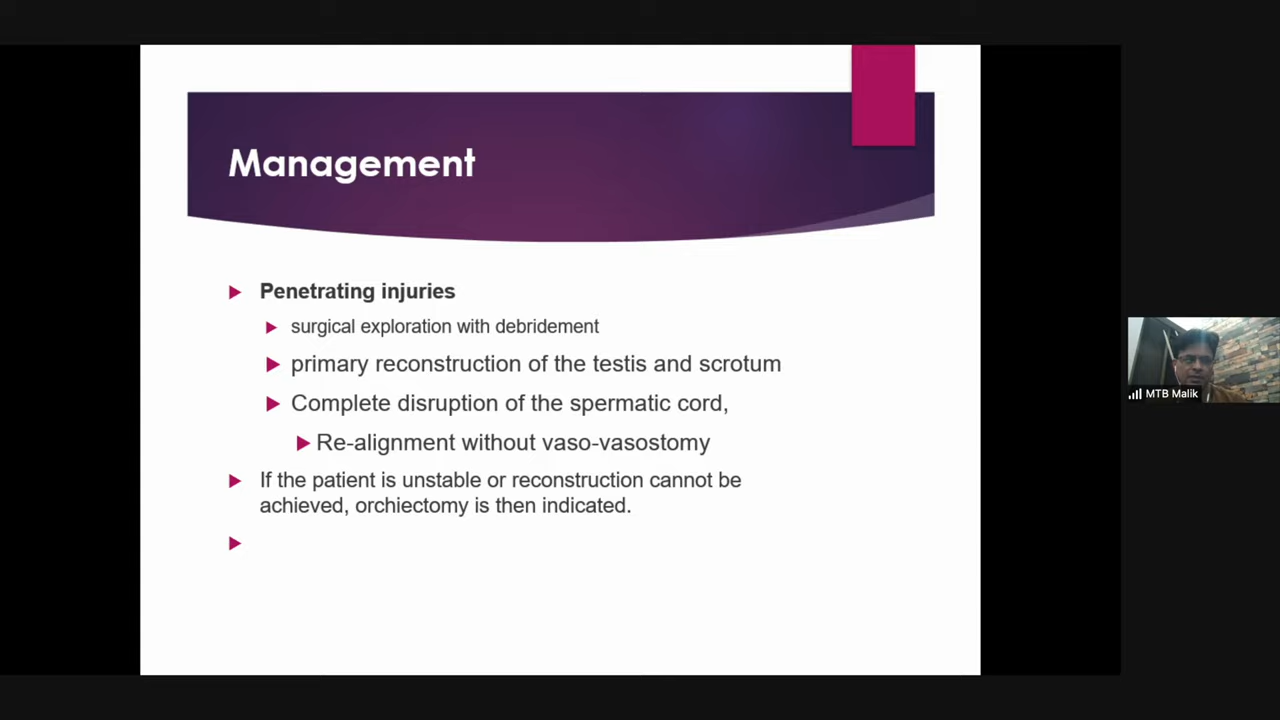 Management
Penetrating injuries
surgical exploration with debridement
primary reconstruction of the testis and scrotum
Complete disruption of the spermatic cord,
Re-alignment without vaso-vasostomy
If the patient is unstable or reconstruction cannot be
achieved, orchiectomy is then indicated.
MTB Malik